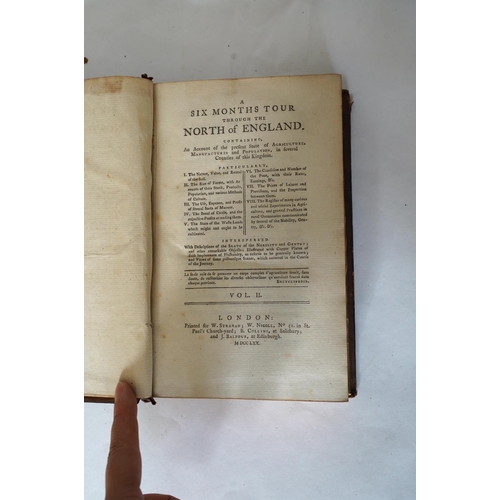 A
SIX MONTHS TOUR
THROUGH THE
NORTH of ENGLAND.
CONTAINING,
An Account of the present State of AGRICULTURE,
MANUFACTURES and POPULATION, in several
Counties of this Kingdom.
PARTICULARLY,
I. The Nature, Value, and Rental
of the Soil.
II. The Size of Farms, with the
of their Stock, Products,
Population, and various Methods
of Culture.
III. The Use, Expence, and Profit
of several Sorts of Manure.
IV. The Breed of Cattle, and the
respective Profits attending them.
V. The State of the Waste Lands
which might and ought to be
cultivated.
VI. The Condition and Number of
the Poor, with their Rates,
Earnings, &c.
VII. The Prices of Labour and
Provisions, and the Proportion
between them.
VIII. The Register of many curious
and useful Experiments in Agriculture,
and general Practices in
Rural Oeconomics communicated
by several of the Nobility, Gentry,
&c. &c.
INTERSPERSED
With Descriptions of the SEATS of the NOBILITY and GENTRY;
and other remarkable Objects: Illustrated with Copper Plates of
such Implements of Husbandry, as deserve to be generally known;
and Views of some picturesque Scenes, which occurred in the Course
of the Journey.
VOL. II.
LONDON:
Printed for W. STRAHAN; W. NICOLL, No 51 in St.
Paul's Church-yard; B. COLLINS, at Salisbury,
and J. BALFOUR, at Edinburgh.
MDCCLXX.